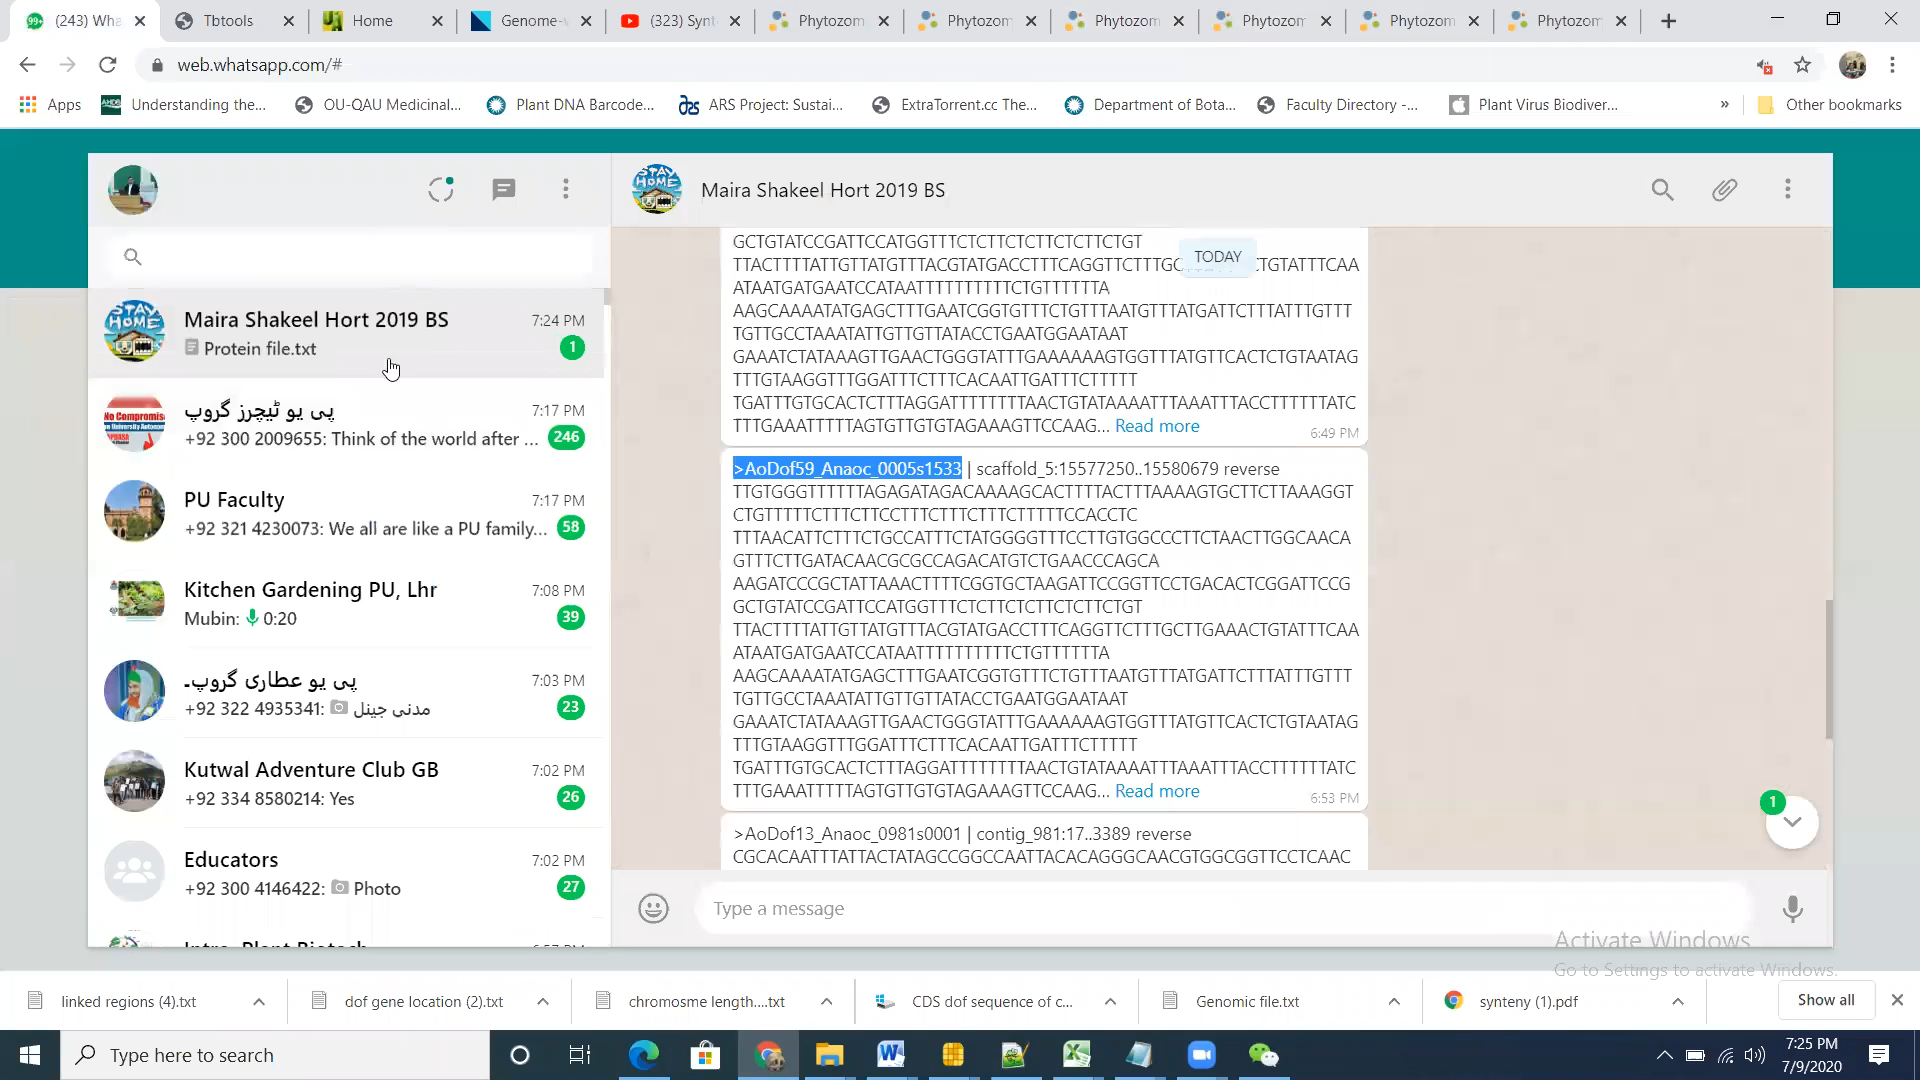 (243) Wha
Tbtools
Home
Genome-v
(323) Synt
Phytozom
Phytozom
Phytozom
Phytozom
Phytozom
Phytozom
web.whatsapp.com/#
Apps
Understanding the...
OU-QAU Medicinal...
Plant DNA Barcode...
ARS Project: Sustai...
ExtraTorrent.cc The...
Department of Bota...
Faculty Directory -...
Plant Virus Biodiver...
»
Other bookmarks
Maira Shakeel Hort 2019 BS
7:24 PM
Protein file.txt
1
پی یو ٹیچرز گروپ
7:17 PM
+92 300 2009655: Think of the world after ...
246
PU Faculty
7:17 PM
+92 321 4230073: We all are like a PU family...
58
Kitchen Gardening PU, Lhr
7:08 PM
Mubin: 0:20
39
پی یو عطاری گروپ۔
7:03 PM
+92 322 4935341: مدنی جینل
23
Kutwal Adventure Club GB
7:02 PM
+92 334 8580214: Yes
26
Educators
7:02 PM
+92 300 4146422: Photo
27
Maira Shakeel Hort 2019 BS
TODAY
GCTGTATCCGATTCCATGGTTTCTCTTCTCTTCTCTTCTGT
ATAATGATGAATCCATAATTTTTTTTTTCTGTTTTTTA
AAGCAAAATATGAGCTTTGAATCGGTGTTTCTGTTTAATGTTTATGATTCTTTATTTGTTT
TGTTGCCTAAATATTGTTGTTATACCTGAATGGAATAAT
GAAATCTATAAAGTTGAACTGGGTATTTGAAAAAAGTGGTTTATGTTCACTCTGTAATAG
TTTGTAAGGTTTGGATTTCTTTCACAATTGATTTCTTTTT
TGATTTGTGCACTCTTTAGGATTTTTTTTTAACTGTATAAAATTTAAATTTACCTTTTTTATC
TTTGAAATTTTTAGTGTTGTGTAGAAAGTTCCAAG... Read more
6:49 PM
>AoDof59_Anaoc_0005s1533 | scaffold_5:15577250..15580679 reverse
TTGTGGGTTTTTTAGAGATAGACAAAAGCACTTTTACTTTAAAAGTGCTTCTTAAAGGT
CTGTTTTTCTTTCTTCCTTTCTTTCTTTCTTTTTCCACCTC
TTTAACATTCTTTCTGCCATTTCTATGGGGTTTCCTTGTGGCCCTTCTAACTTGGCAACA
GTTTCTTGATACAACGCGCCAGACATGTCTGAACCCAGCA
AAGATCCCGCTATTAAACTTTTCGGTGCTAAGATTCCGGTTCCTGACACTCGGATTCCG
GCTGTATCCGATTCCATGGTTTCTCTTCTCTTCTCTTCTGT
TTACTTTTATTGTTATGTTTACGTATGACCTTTCAGGTTCTTTGCTTGAAACTGTATTTCAA
ATAATGATGAATCCATAATTTTTTTTTTCTGTTTTTTA
AAGCAAAATATGAGCTTTGAATCGGTGTTTCTGTTTAATGTTTATGATTCTTTATTTGTTT
TGTTGCCTAAATATTGTTGTTATACCTGAATGGAATAAT
GAAATCTATAAAGTTGAACTGGGTATTTGAAAAAAGTGGTTTATGTTCACTCTGTAATAG
TTTGTAAGGTTTGGATTTCTTTCACAATTGATTTCTTTTT
TGATTTGTGCACTCTTTAGGATTTTTTTTTAACTGTATAAAATTTAAATTTACCTTTTTTATC
TTTGAAATTTTTAGTGTTGTGTAGAAAGTTCCAAG... Read more
6:53 PM
>AoDof13_Anaoc_0981s0001 | contig_981:17..3389 reverse
CGCACAATTTATTACTATAGCCGGCCAATTACACAGGGCAACGTGGCGGTTCCTCAAC
1
Type a message
Activate Windows
Go to Settings to activate Windows.
linked regions (4).txt
dof gene location (2).txt
chromosme length....txt
CDS dof sequence of c...
Genomic file.txt
synteny (1).pdf
Show all
Type here to search
7:25 PM
7/9/2020